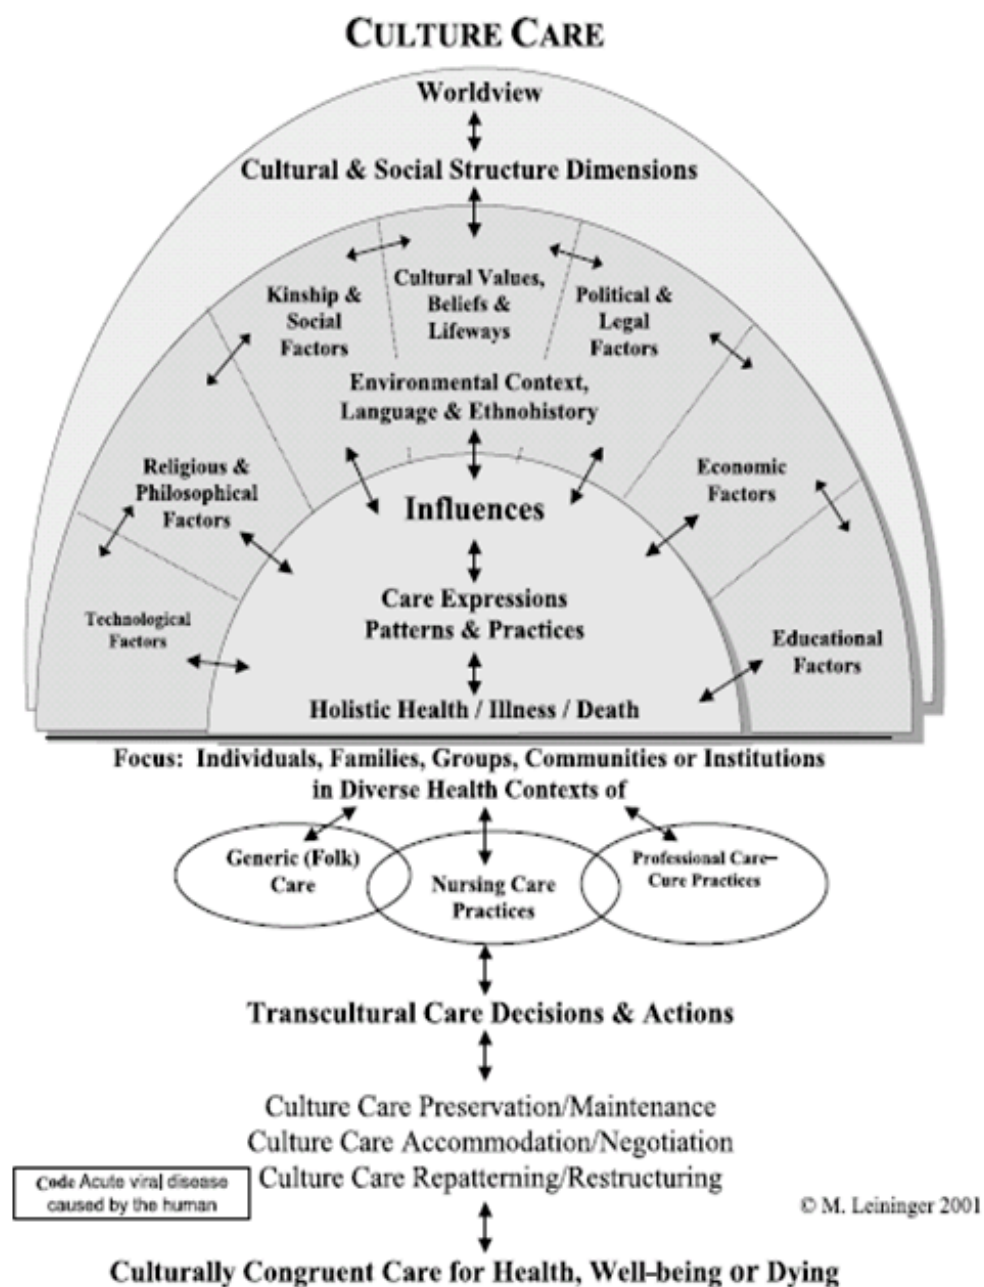 CULTURE CARE
Worldview
Cultural & Social Structure Dimensions
Kinship &
Social
Factors
Cultural Values,
Beliefs &
Lifeways
Political &
Legal
Factors
Environmental Context,
Language & Ethnohistory
Religious &
Philosophical
Factors
Economic
Factors
Influences
Care Expressions
Patterns & Practices
Technological
Factors
Educational
Factors
Holistic Health / Illness / Death
Focus: Individuals, Families, Groups, Communities or Institutions
in Diverse Health Contexts of
Generic (Folk)
Care
Nursing Care
Practices
Professional Care–
Cure Practices
Transcultural Care Decisions & Actions
Culture Care Preservation/Maintenance
Culture Care Accommodation/Negotiation
Culture Care Repatterning/Restructuring
Code Acute viral disease
caused by the human
© M. Leininger 2001
Culturally Congruent Care for Health, Well–being or Dying